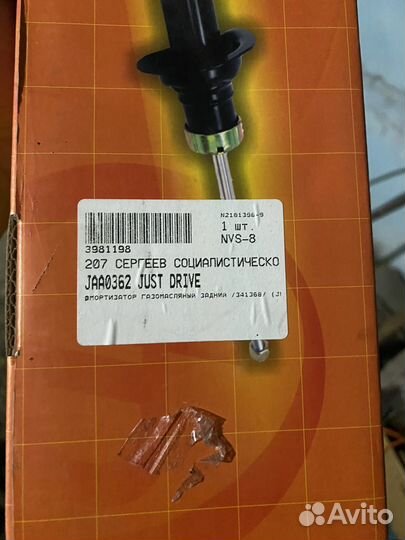 N2181396-9
1 шт.
NVS-8
3981198
207 СЕРГЕЕВ СОЦИАЛИСТИЧЕСКО
JAA0362 JUST DRIVE
АМОРТИЗАТОР ГАЗОМАСЛЯНЫЙ ЗАДНИЙ /341368/ (J
Avito